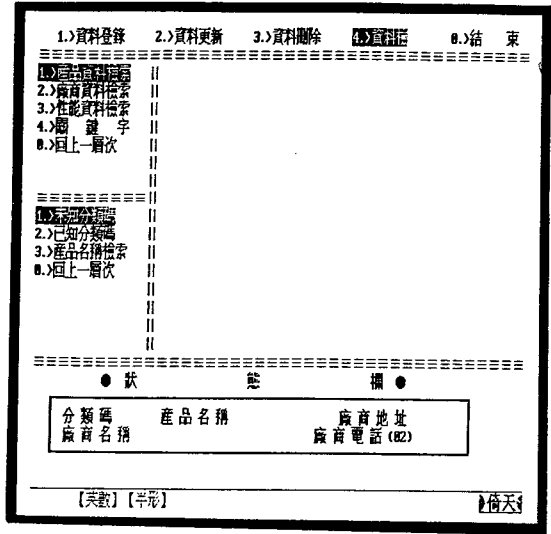 1.>資料登錄 2.>資料更新 3.>資料刪除 4.>資料檢 0.>結 束
1.>產品資料檢索
2.>廠商資料檢索
3.>性能資料檢索
4.>關 鍵 字
0.>回上一層次
1.>未知分類碼
2.>已知分類碼
3.>產品名稱檢索
0.>回上一層次
● 狀 態 欄 ●
分類碼 產品名稱 廠商地址
廠商名稱 廠商電話(02)
【英數】【半形】 倚天